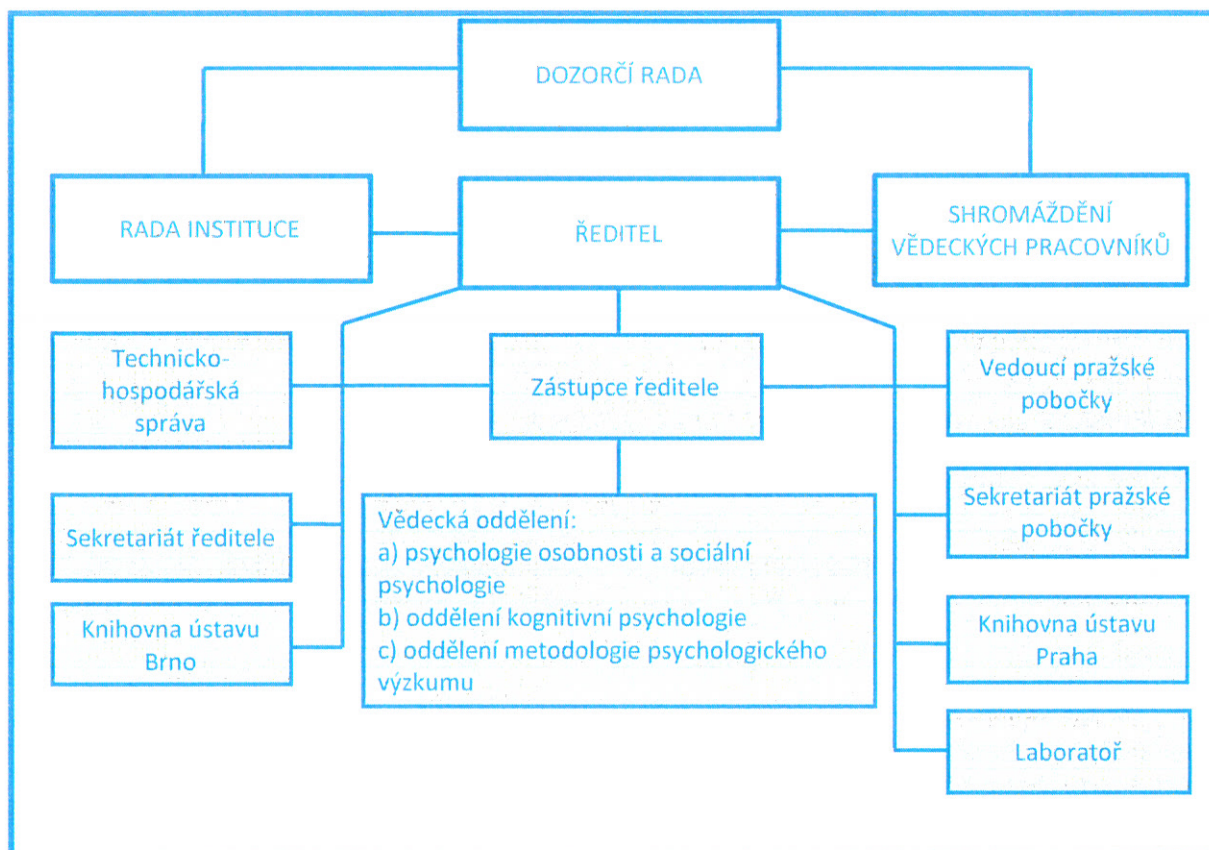 DOZORČÍ RADA
RADA INSTITUCE
ŘEDITEL
SHROMÁŽDĚNÍ
VĚDECKÝCH PRACOVNÍKŮ
Technicko-
hospodářská
správa
Zástupce ředitele
Vedoucí pražské
pobočky
Sekretariát ředitele
Vědecká oddělení:
a) psychologie osobnosti a sociální
psychologie
b) oddělení kognitivní psychologie
c) oddělení metodologie psychologického
výzkumu
Sekretariát pražské
pobočky
Knihovna ústavu
Brno
Knihovna ústavu
Praha
Laboratoř